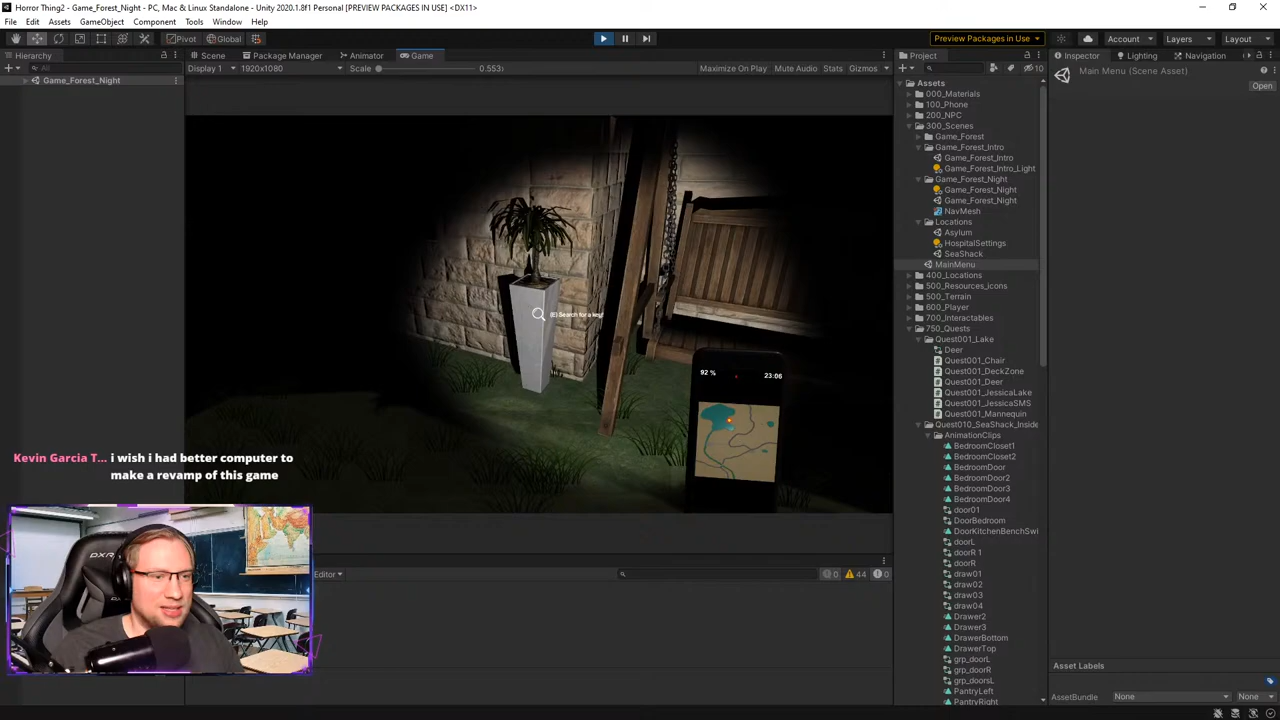 Horror Thing2 - Game_Forest_Night - PC, Mac & Linux Standalone - Unity 2020.1.8f1 Personal [PREVIEW PACKAGES IN USE] <DX11>
File Edit Assets GameObject Component Tools Window Help
Pivot Global Preview Packages in Use Account Layers Layout
Hierarchy Scene Package Manager Animator Game Project Inspector Lighting Navigation
Display 1 1920x1080 Scale 0.553 Maximize On Play Mute Audio Stats Gizmos 10
All
Game_Forest_Night
Main Menu (Scene Asset)
Open
Assets
000_Materials
100_Phone
200_NPC
300_Scenes
Game_Forest
Game_Forest_Intro
Game_Forest_Intro
Game_Forest_Intro_Light
Game_Forest_Night
Game_Forest_Night
Game_Forest_Night
NavMesh
Locations
Asylum
HospitalSettings
SeaShack
MainMenu
400_Locations
500_Resources_icons
500_Terrain
600_Player
700_Interactables
750_Quests
Quest001_Lake
Deer
Quest001_Chair
Quest001_DeckZone
Quest001_Deer
Quest001_JessicaLake
Quest001_JessicaSMS
Quest001_Mannequin
Quest010_SeaShack_Inside
AnimationClips
BedroomCloset1
BedroomCloset2
BedroomDoor
BedroomDoor2
BedroomDoor3
BedroomDoor4
door01
DoorBedroom
DoorKitchenBenchSwi
doorL
doorR 1
doorR
draw01
draw02
draw03
draw04
Drawer2
Drawer3
DrawerBottom
DrawerTop
grp_doorL
grp_doorR
grp_doorsL
PantryLeft
PantryRight
(E) Search for a key
92 % 23:06
Kevin Garcia T... i wish i had better computer to
make a revamp of this game
DXR
Editor
0 44 0
Asset Labels
AssetBundle None None